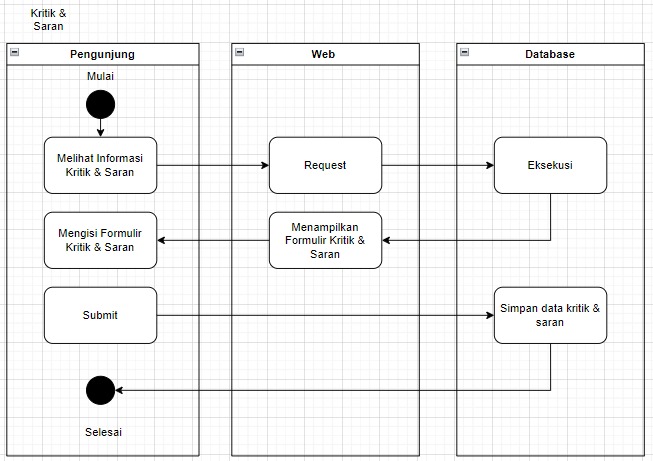 Kritik &
Saran
Pengunjung
Web
Database
Mulai
Melihat Informasi
Kritik & Saran
Request
Eksekusi
Mengisi Formulir
Kritik & Saran
Menampilkan
Formulir Kritik &
Saran
Submit
Simpan data kritik &
saran
Selesai